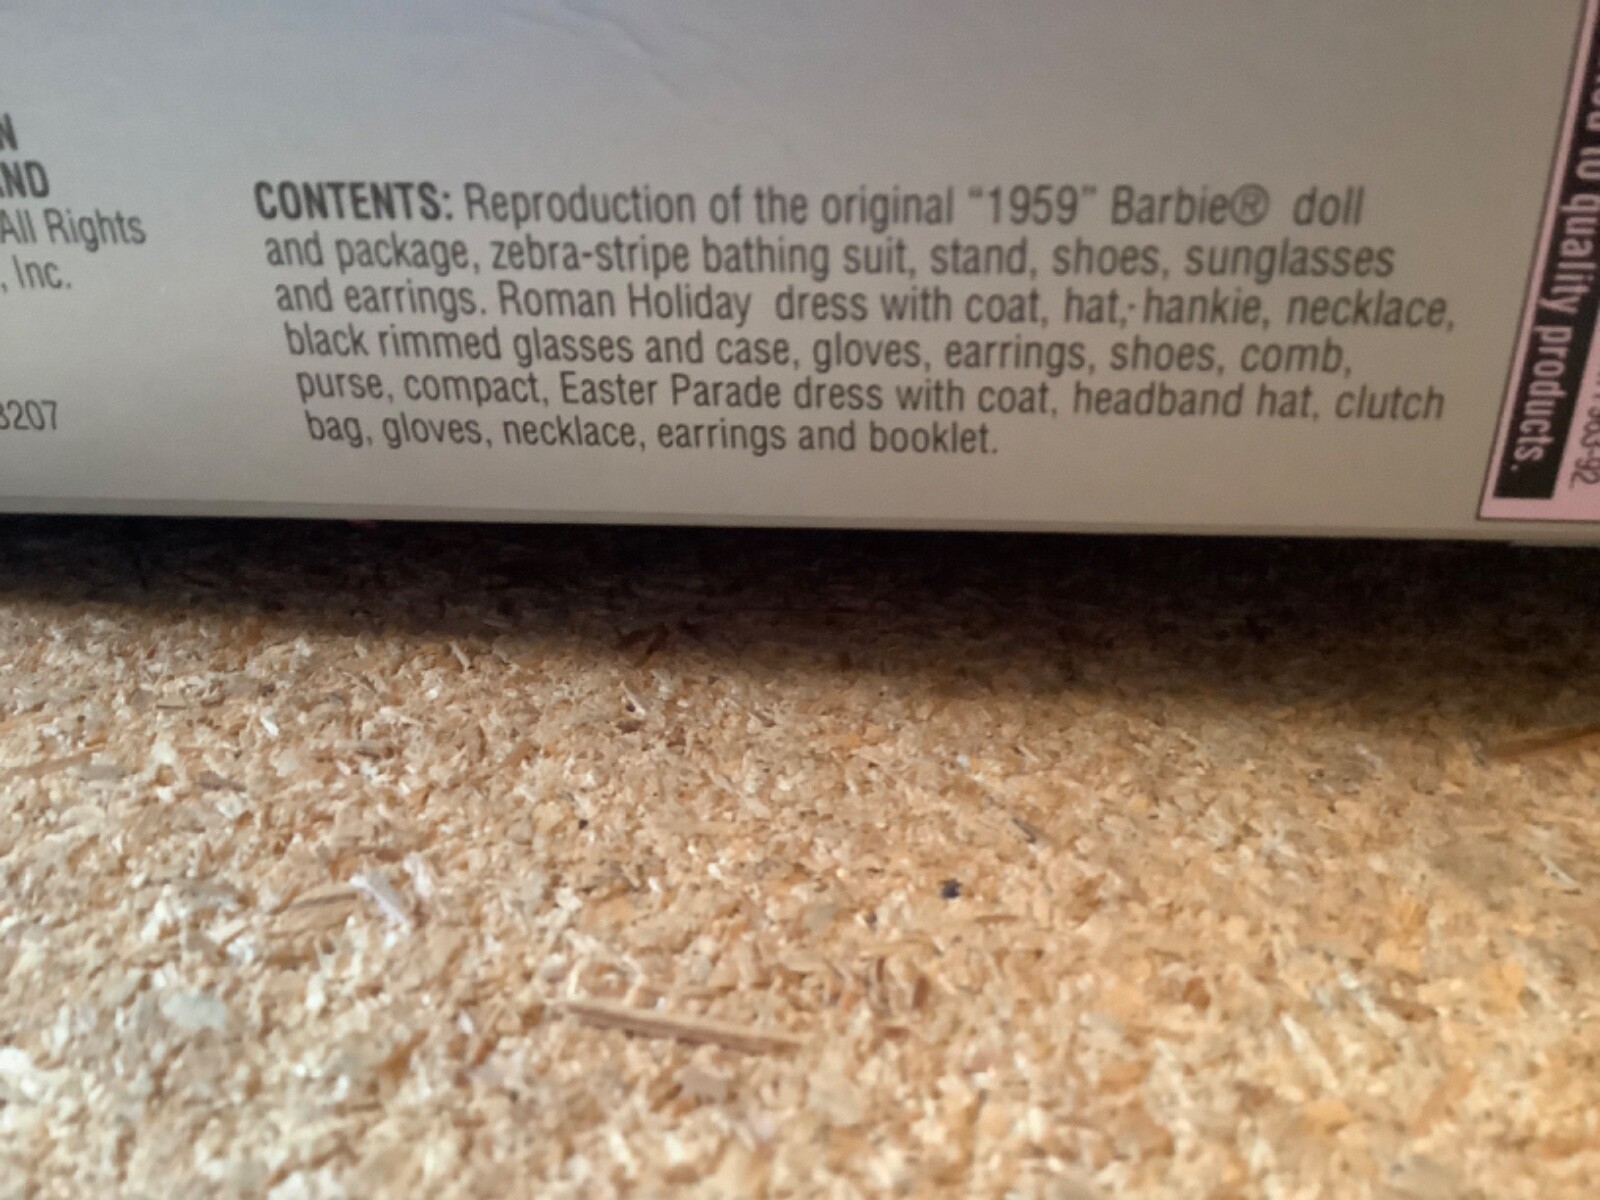 N
ND
All Rights
, Inc.
3207
CONTENTS: Reproduction of the original “1959” Barbie® doll
and package, zebra-stripe bathing suit, stand, shoes, sunglasses
and earrings. Roman Holiday dress with coat, hat, hankie, necklace,
black rimmed glasses and case, gloves, earrings, shoes, comb,
purse, compact, Easter Parade dress with coat, headband hat, clutch
bag, gloves, necklace, earrings and booklet.
to quality products.